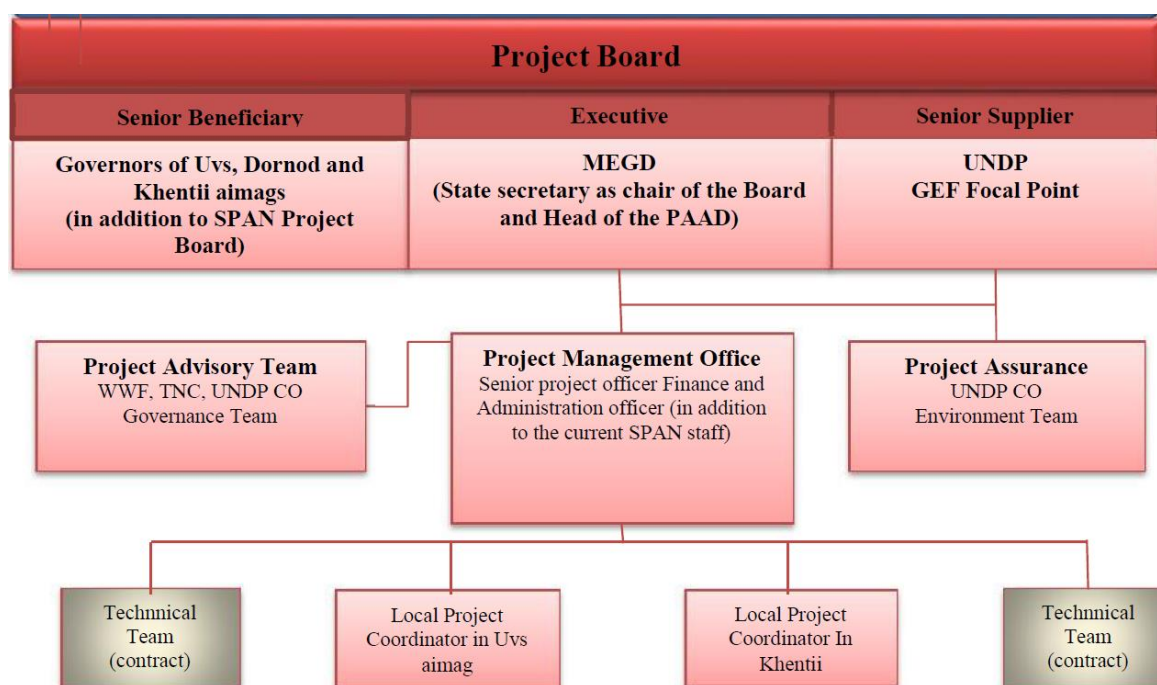 Project Board
Senior Beneficiary
Executive
Senior Supplier
Governors of Uvs, Dornod and
Khentii aimags
(in addition to SPAN Project
Board)
MEGD
(State secretary as chair of the Board
and Head of the PAAD)
UNDP
GEF Focal Point
Project Advisory Team
WWF, TNC, UNDP CO
Governance Team
Project Management Office
Senior project officer Finance and
Administration officer (in addition
to the current SPAN staff)
Project Assurance
UNDP CO
Environment Team
Technnical
Team
(contract)
Local Project
Coordinator in Uvs
aimag
Local Project
Coordinator In
Khentii
Technnical
Team
(contract)